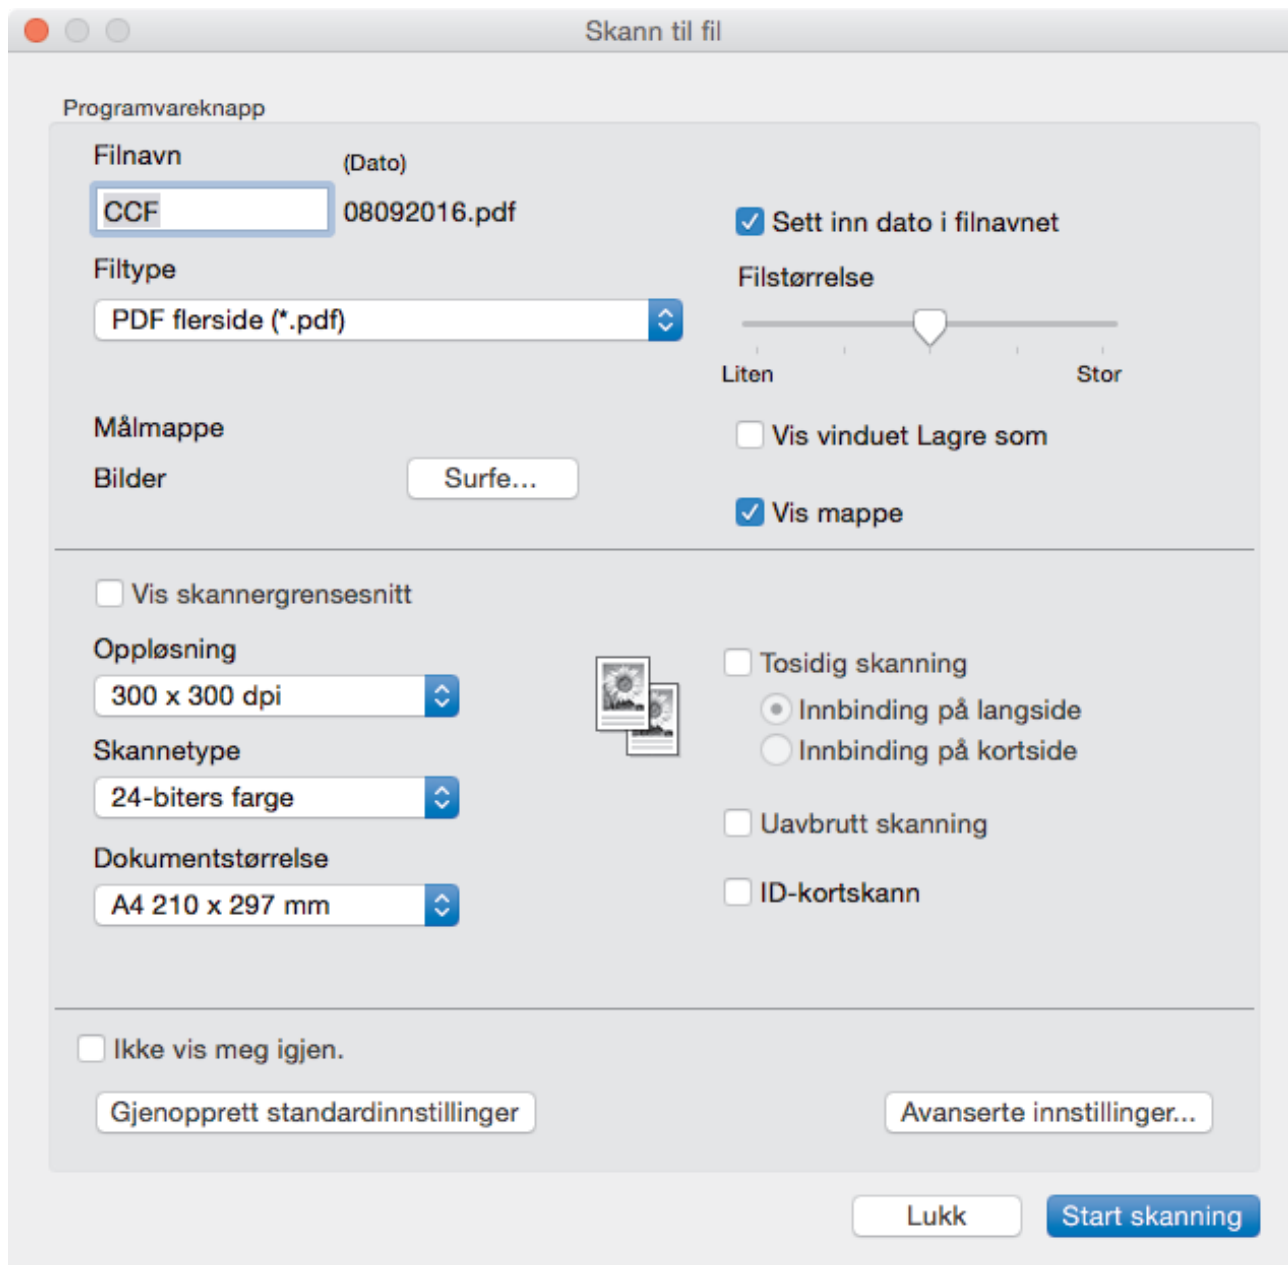 Skann til fil
Programvareknapp
Filnavn (Dato)
CCF 08092016.pdf
Sett inn dato i filnavnet
Filtype
PDF flerside (*.pdf)
Filstørrelse
Liten Stor
Målmappe
Bilder Surfe...
Vis vinduet Lagre som
Vis mappe
Vis skannergrensesnitt
Oppløsning
300 x 300 dpi
Skannetype
24-biters farge
Dokumentstørrelse
A4 210 x 297 mm
Tosidig skanning
Innbinding på langside
Innbinding på kortside
Uavbrutt skanning
ID-kortskann
Ikke vis meg igjen.
Gjenopprett standardinnstillinger Avanserte innstillinger...
Lukk Start skanning